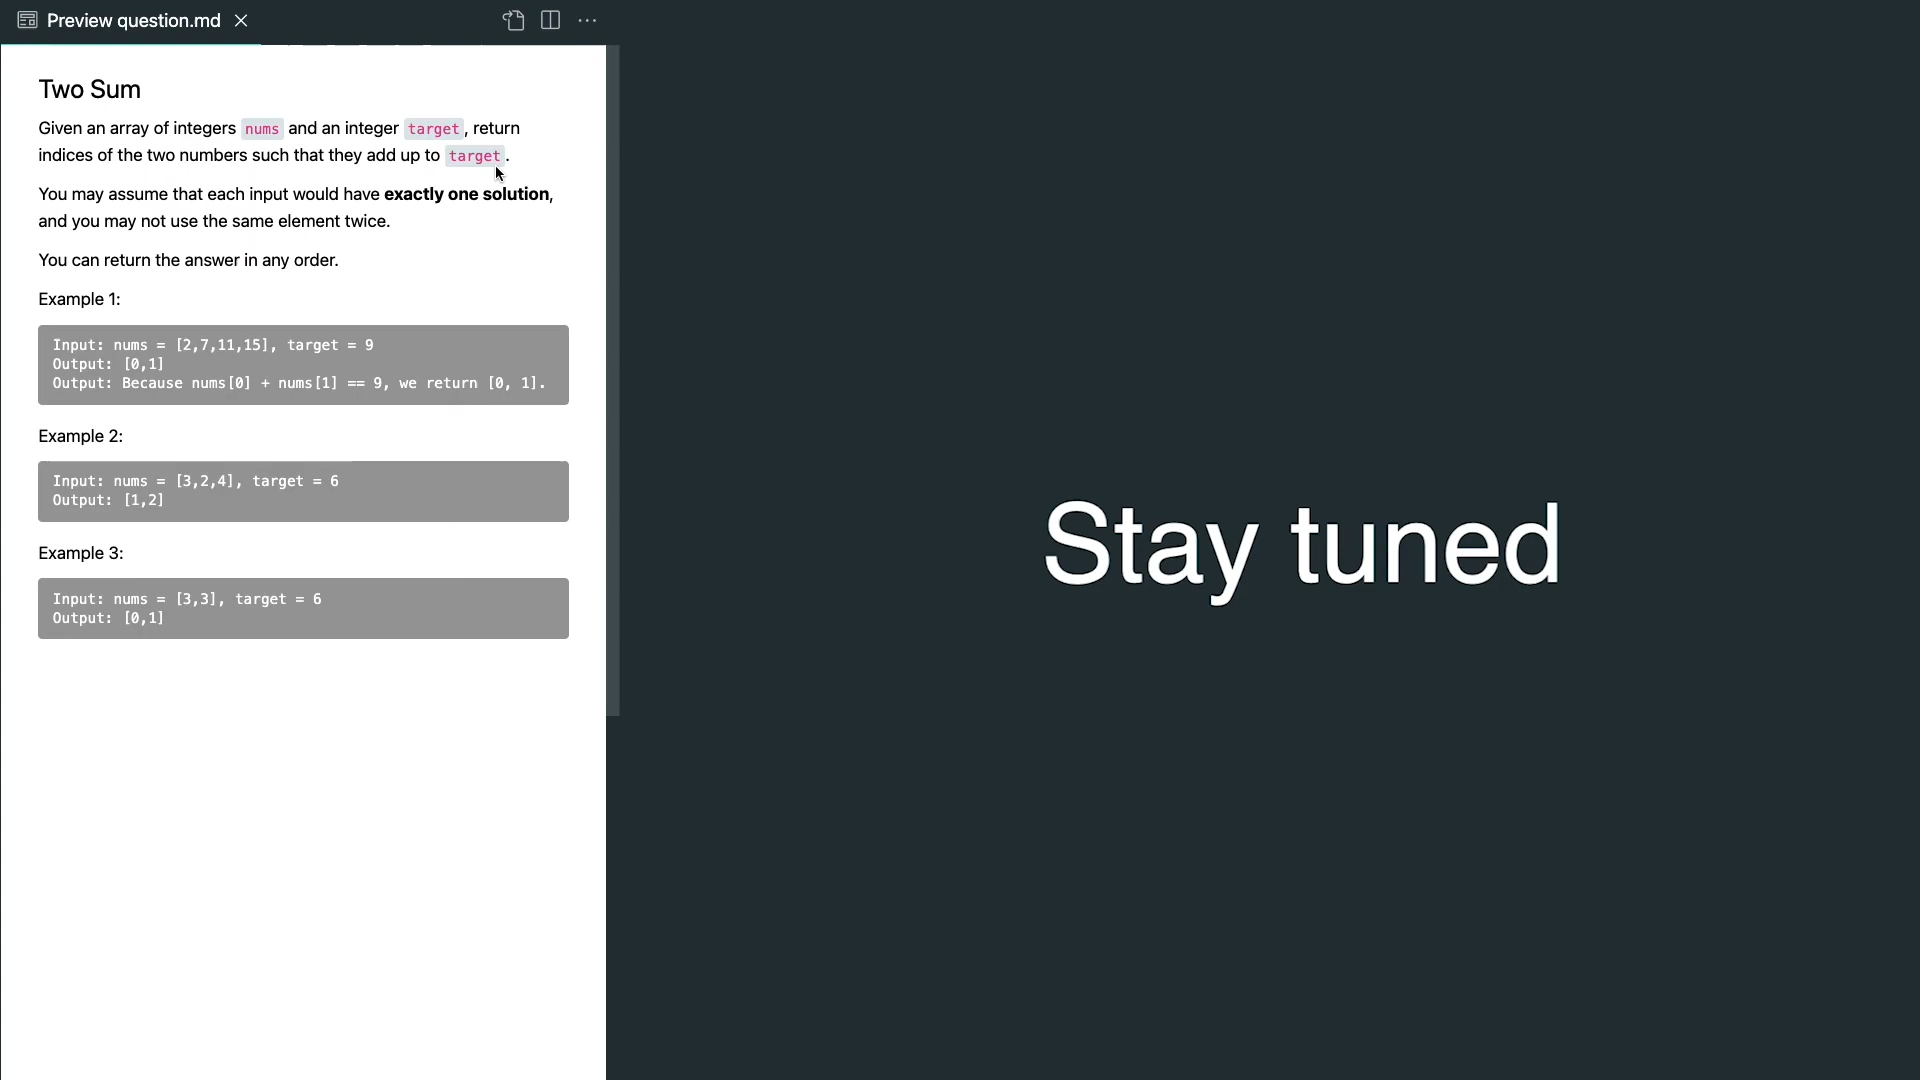 Preview question.md
Two Sum
Given an array of integers nums and an integer target, return
indices of the two numbers such that they add up to target.
You may assume that each input would have exactly one solution,
and you may not use the same element twice.
You can return the answer in any order.
Example 1:
Input: nums = [2,7,11,15], target = 9
Output: [0,1]
Output: Because nums[0] + nums[1] == 9, we return [0, 1].
Example 2:
Input: nums = [3,2,4], target = 6
Output: [1,2]
Example 3:
Input: nums = [3,3], target = 6
Output: [0,1]
Stay tuned